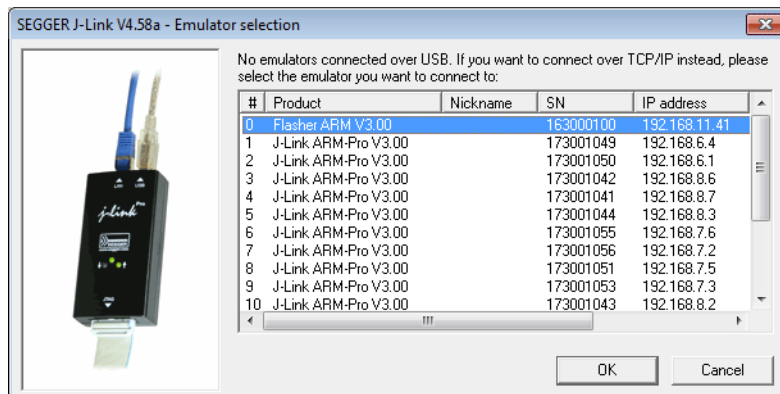 SEGGER J-Link V4.58a - Emulator selection
No emulators connected over USB. If you want to connect over TCP/IP instead, please
select the emulator you want to connect to:
# Product Nickname SN IP address
0 Flasher ARM V3.00 163000100 192.168.11.41
1 J-Link ARM-Pro V3.00 173001049 192.168.6.4
2 J-Link ARM-Pro V3.00 173001050 192.168.6.1
3 J-Link ARM-Pro V3.00 173001042 192.168.8.6
4 J-Link ARM-Pro V3.00 173001041 192.168.8.7
5 J-Link ARM-Pro V3.00 173001044 192.168.8.3
6 J-Link ARM-Pro V3.00 173001055 192.168.7.6
7 J-Link ARM-Pro V3.00 173001056 192.168.7.2
8 J-Link ARM-Pro V3.00 173001051 192.168.7.5
9 J-Link ARM-Pro V3.00 173001053 192.168.7.3
10 J-Link ARM-Pro V3.00 173001043 192.168.8.2
LAN USB
j-link Pro
SEGGER
JTAG
OK Cancel